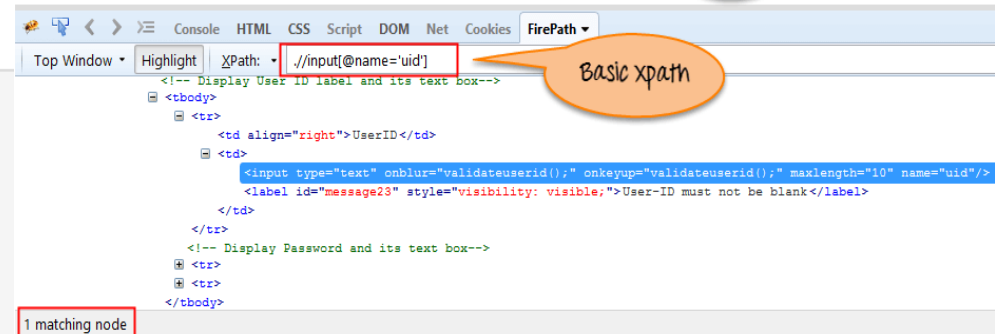 Console HTML CSS Script DOM Net Cookies FirePath
Top Window Highlight XPath: .//input[@name='uid']
Basic xpath
<!-- Display User ID label and its text box-->
<tbody>
<tr>
<td align="right">UserID</td>
<td>
<input type="text" onblur="validateuserid();" onkeyup="validateuserid();" maxlength="10" name="uid"/>
<label id="message23" style="visibility: visible;">User-ID must not be blank</label>
</td>
</tr>
<!-- Display Password and its text box-->
<tr>
<tr>
</tbody>
1 matching node